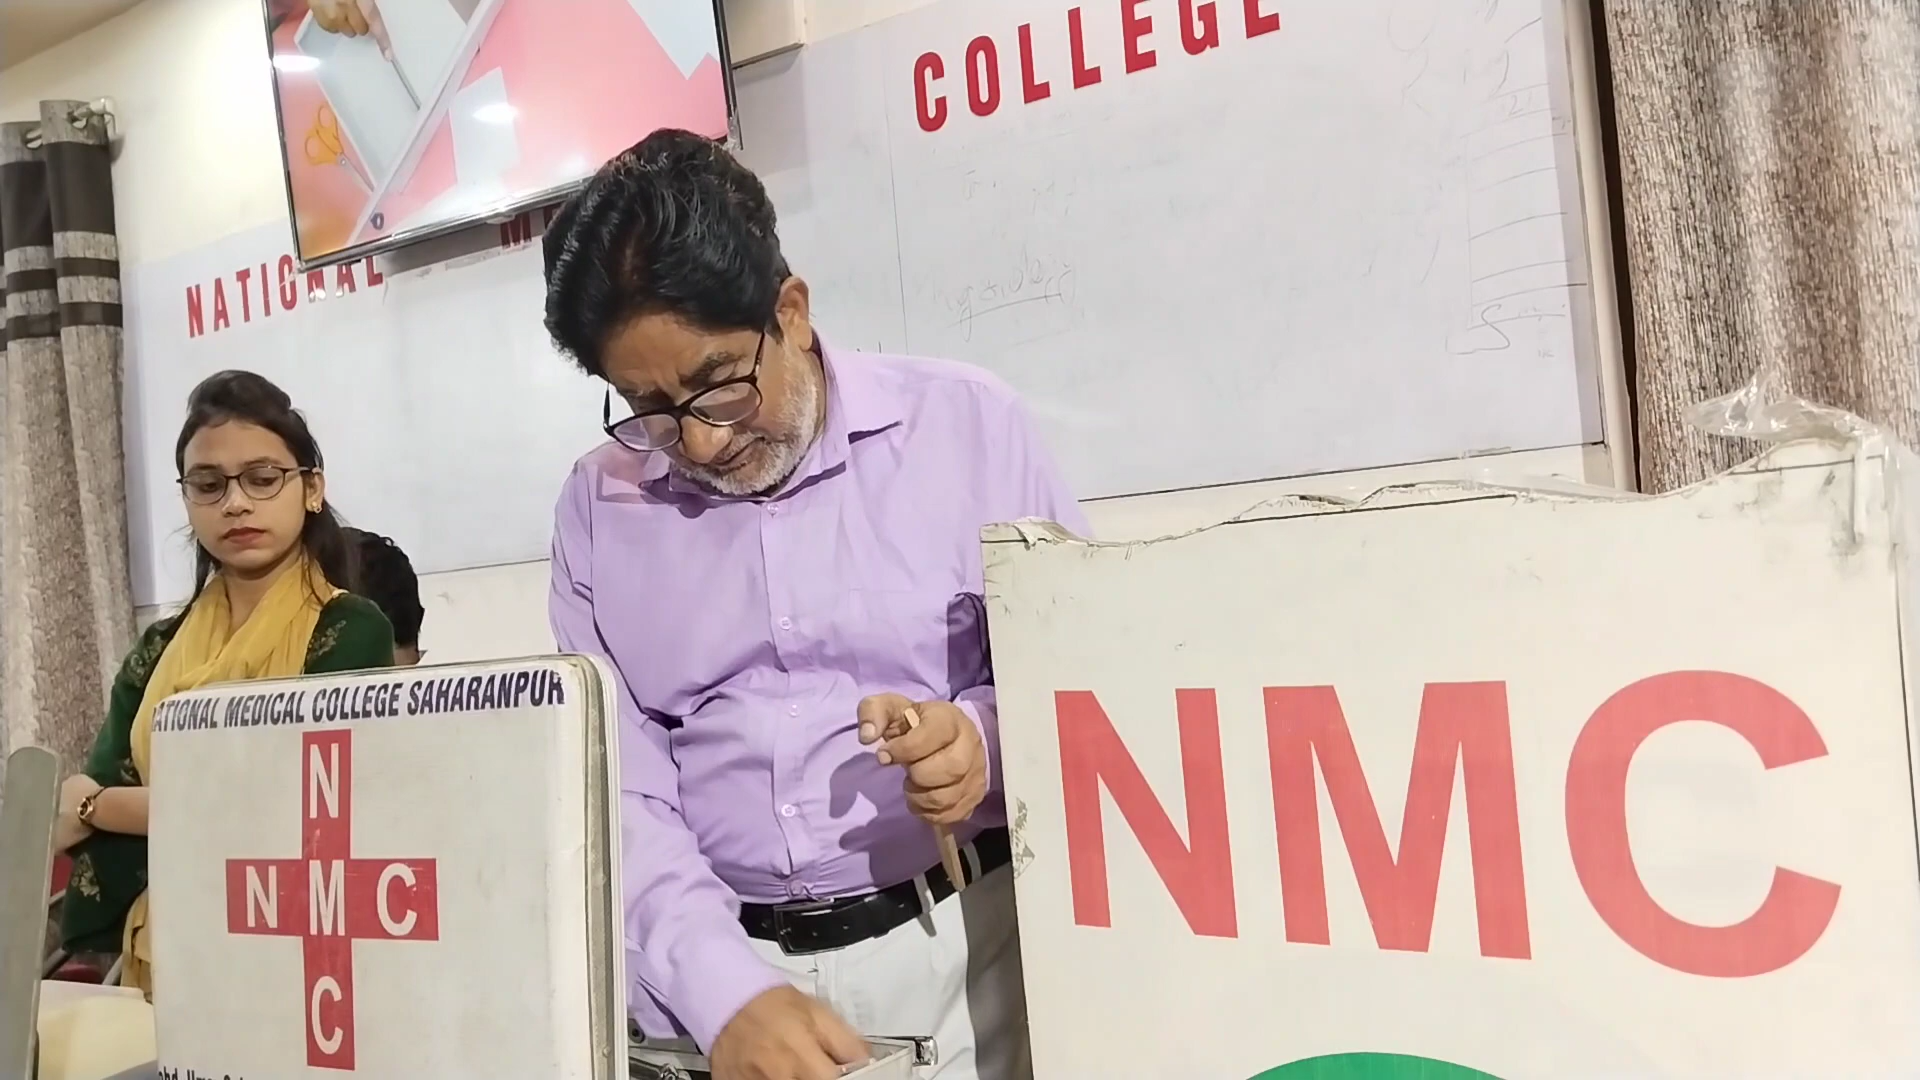 COLLEGE
NATIONAL M
NATIONAL MEDICAL COLLEGE SAHARANPUR
N
N M C
C
NMC